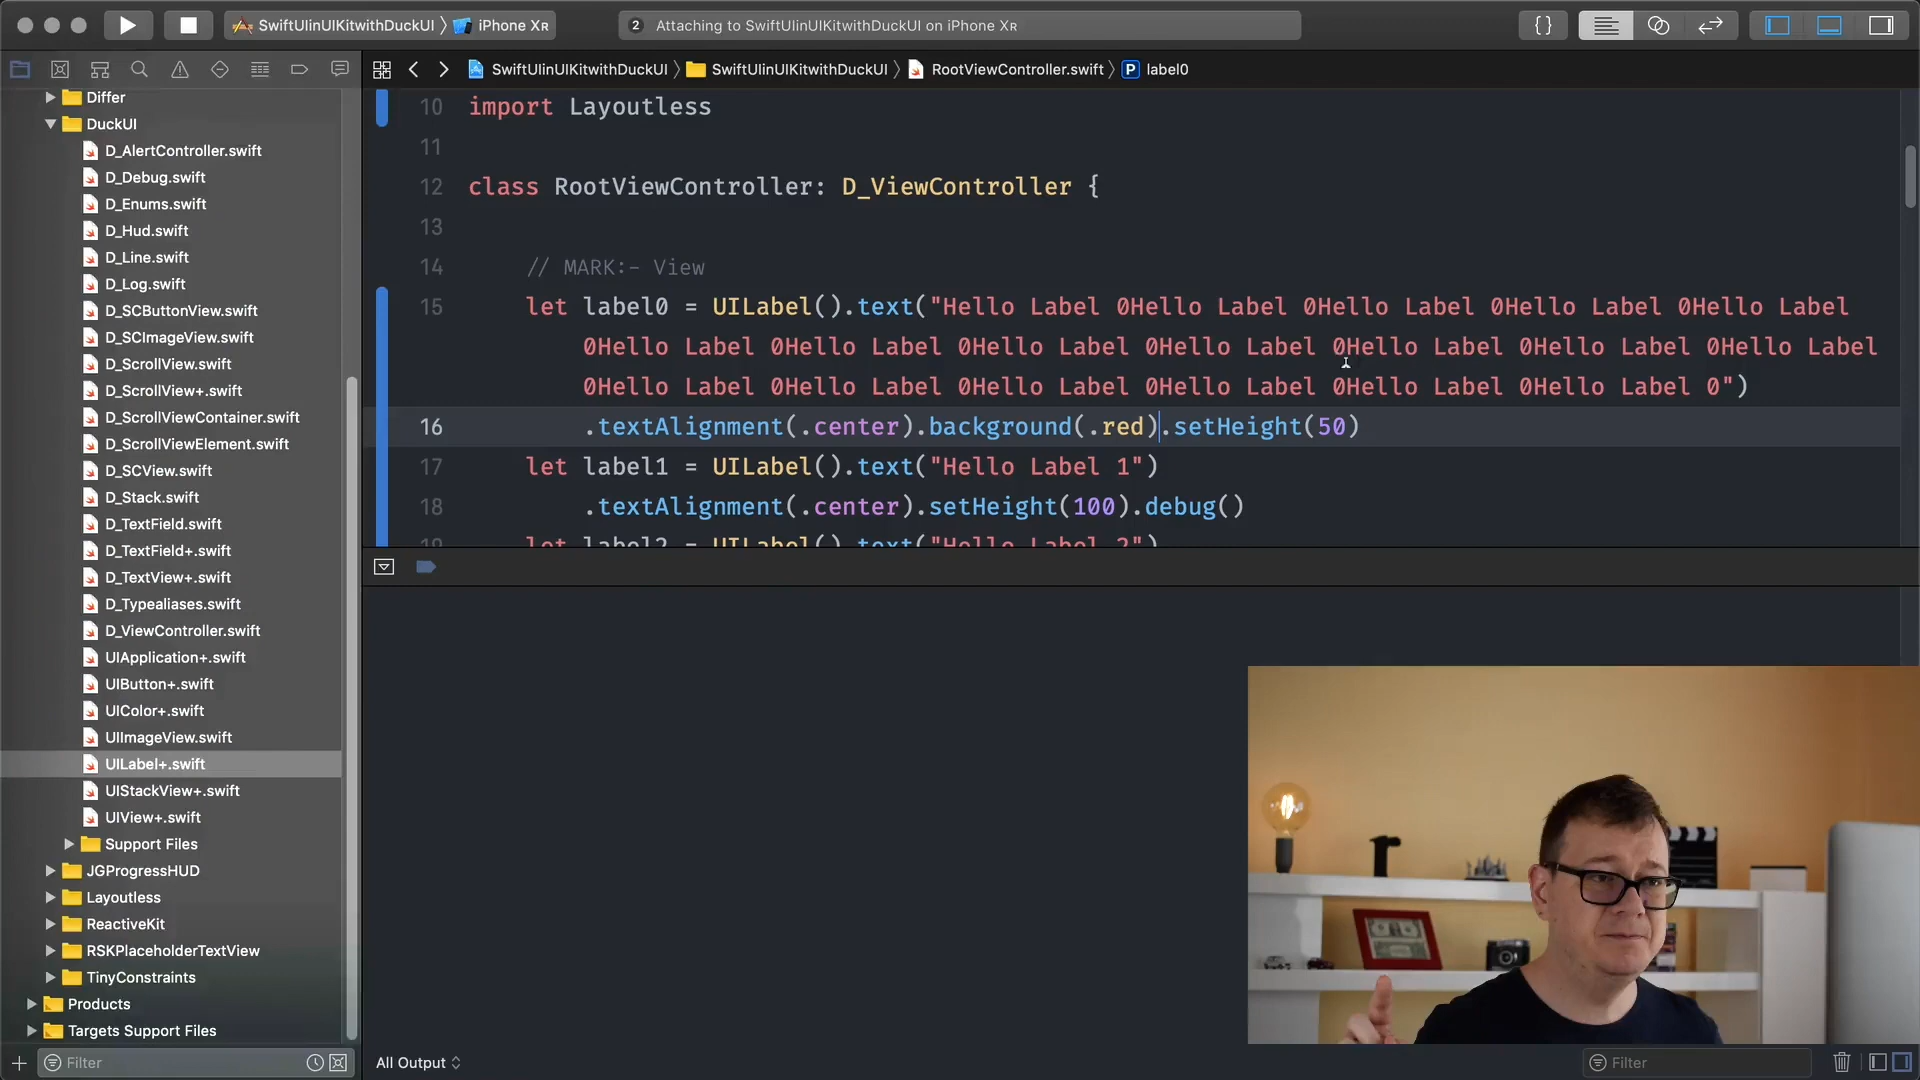 SwiftUIinUIKitwithDuckUI 〉 iPhone Xʀ
2 Attaching to SwiftUIinUIKitwithDuckUI on iPhone Xʀ
{}
SwiftUIinUIKitwithDuckUI 〉 SwiftUIinUIKitwithDuckUI 〉 RootViewController.swift 〉 P label0
Differ
DuckUI
D_AlertController.swift
D_Debug.swift
D_Enums.swift
D_Hud.swift
D_Line.swift
D_Log.swift
D_SCButtonView.swift
D_SCImageView.swift
D_ScrollView.swift
D_ScrollView+.swift
D_ScrollViewContainer.swift
D_ScrollViewElement.swift
D_SCView.swift
D_Stack.swift
D_TextField.swift
D_TextField+.swift
D_TextView+.swift
D_Typealiases.swift
D_ViewController.swift
UIApplication+.swift
UIButton+.swift
UIColor+.swift
UIImageView.swift
UILabel+.swift
UIStackView+.swift
UIView+.swift
Support Files
JGProgressHUD
Layoutless
ReactiveKit
RSKPlaceholderTextView
TinyConstraints
Products
Targets Support Files
Filter
10 import Layoutless
11
12 class RootViewController: D_ViewController {
13
14 // MARK:- View
15 let label0 = UILabel().text("Hello Label 0Hello Label 0Hello Label 0Hello Label 0Hello Label
0Hello Label 0Hello Label 0Hello Label 0Hello Label 0Hello Label 0Hello Label 0Hello Label
0Hello Label 0Hello Label 0Hello Label 0Hello Label 0Hello Label 0Hello Label 0")
16 .textAlignment(.center).background(.red).setHeight(50)
17 let label1 = UILabel().text("Hello Label 1")
18 .textAlignment(.center).setHeight(100).debug()
19 let label2 = UILabel().text("Hello Label 2")
All Output
Filter